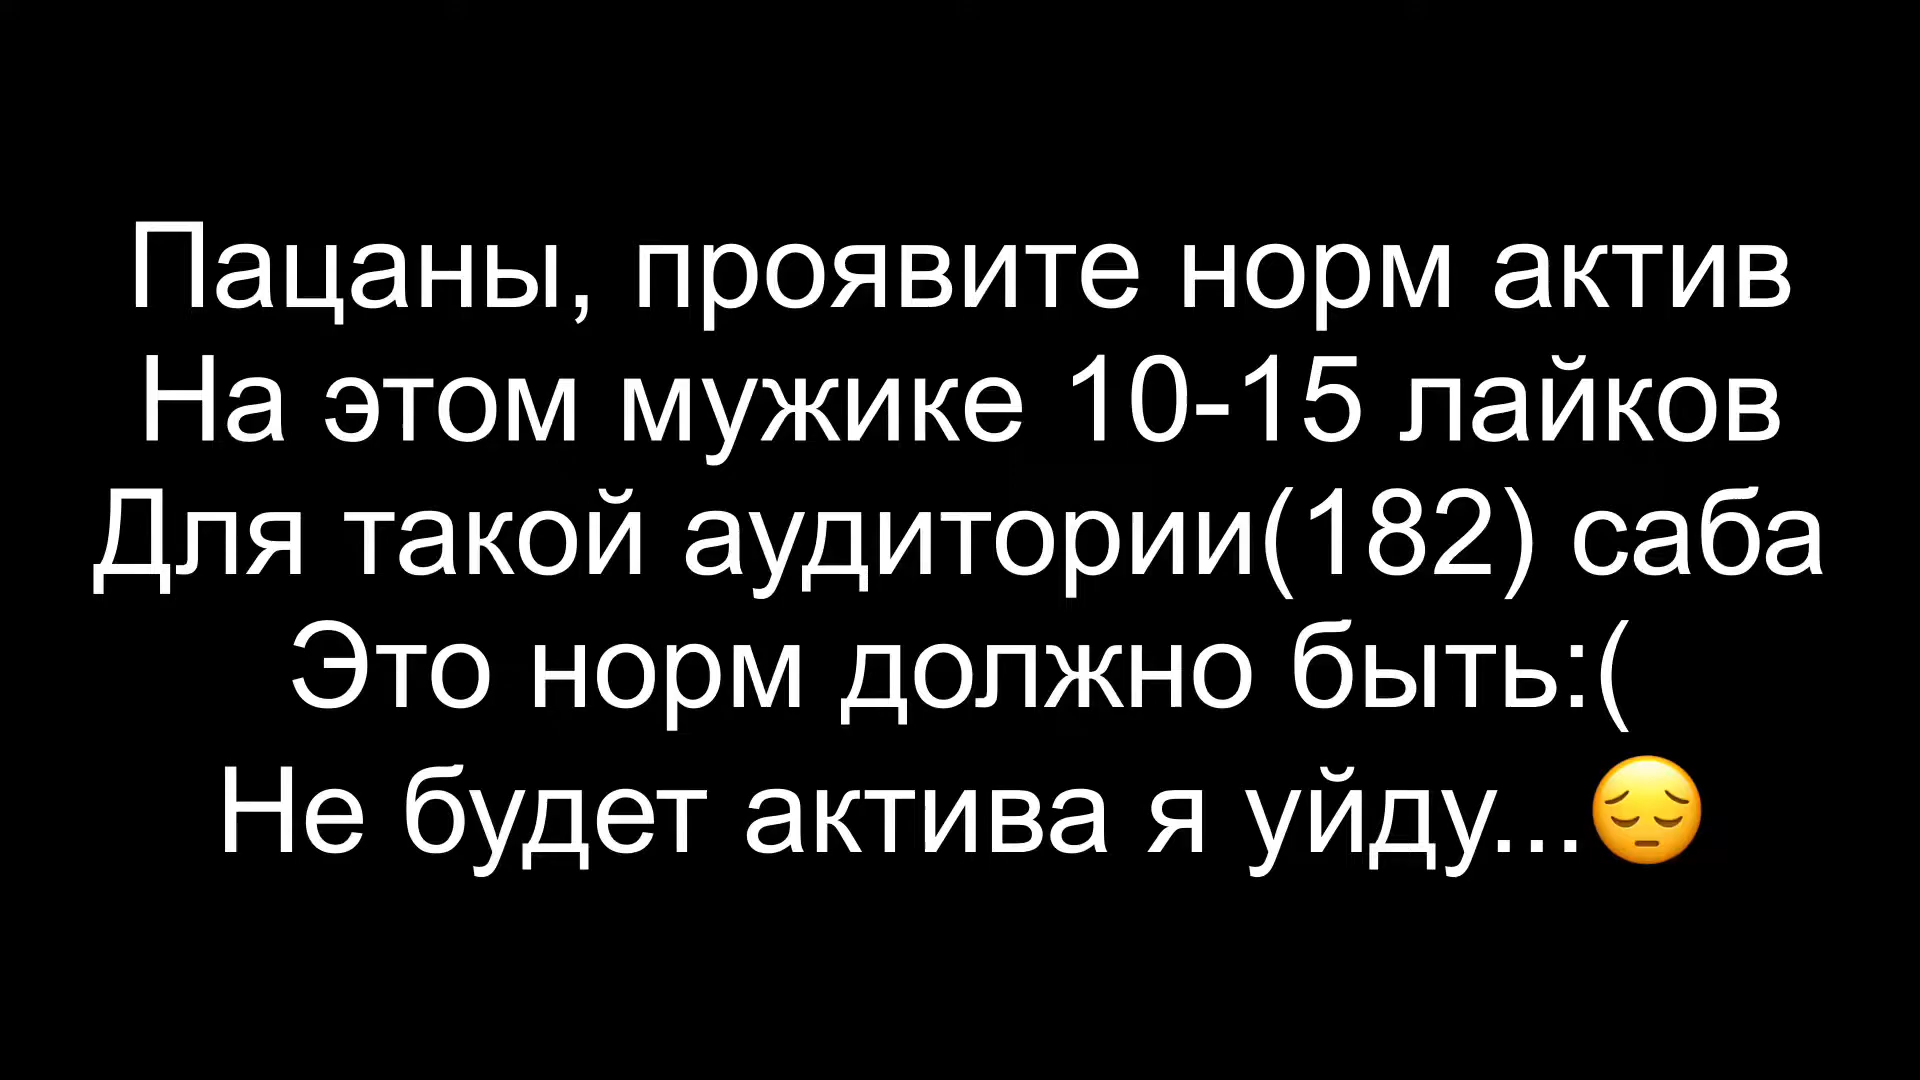 Пацаны, проявите норм актив
На этом мужике 10-15 лайков
Для такой аудитории(182) саба
Это норм должно быть:(
Не будет актива я уйду...😔